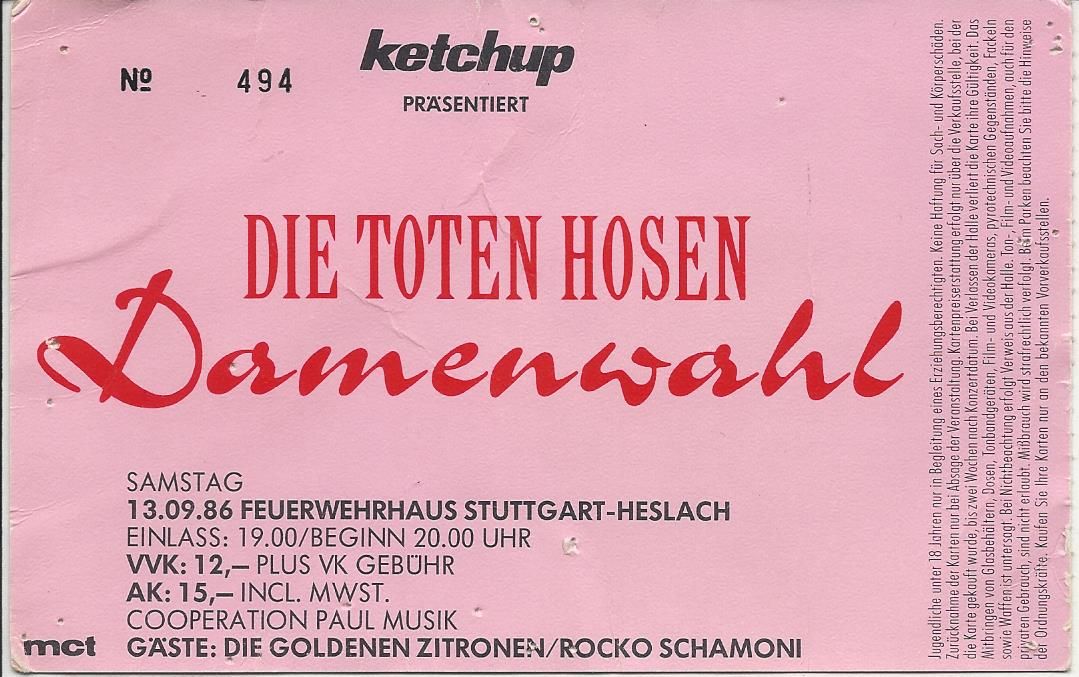 Nº 494
ketchup
PRÄSENTIERT
DIE TOTEN HOSEN
Damenwahl
SAMSTAG
13.09.86 FEUERWEHRHAUS STUTTGART-HESLACH
EINLASS: 19.00/BEGINN 20.00 UHR
VVK: 12,– PLUS VK GEBÜHR
AK: 15,– INCL. MWST.
COOPERATION PAUL MUSIK
GÄSTE: DIE GOLDENEN ZITRONEN/ROCKO SCHAMONI
mct
Jugendliche unter 18 Jahren nur in Begleitung eines Erziehungsberechtigten. Keine Haftung für Sach- und Körperschäden.
Zurücknahme der Karten nur bei Absage der Veranstaltung. Kartenpreiserstattung erfolgt nur über die Verkaufsstelle, bei der
die Karte gekauft wurde, bis zwei Wochen nach Konzertdatum. Bei Verlassen der Halle verliert die Karte ihre Gültigkeit. Das
Mitbringen von Glasbehältern, Dosen, Tonbandgeräten, Film- und Videokameras, pyrotechnischen Gegenständen, Fackeln
sowie Waffen ist untersagt. Bei Nichtbeachtung erfolgt Verweis aus der Halle. Ton-, Film- und Videoaufnahmen, auch für den
privaten Gebrauch, sind nicht erlaubt. Mißbrauch wird strafrechtlich verfolgt. Beim Parken beachten Sie bitte die Hinweise
der Ordnungskräfte. Kaufen Sie Ihre Karten nur an den bekannten Vorverkaufsstellen.